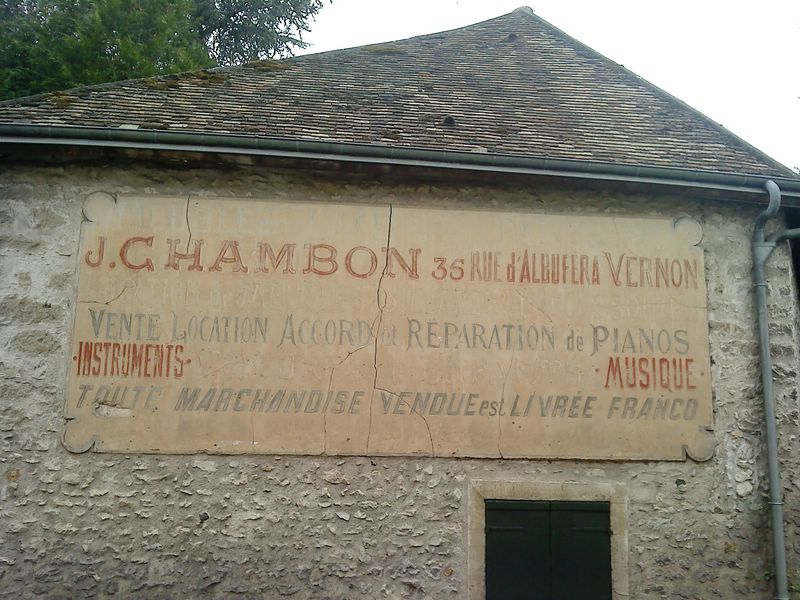 J. CHAMBON 35 RUE d'ALBUFERA VERNON
VENTE LOCATION ACCORD et RÉPARATION de PIANOS
·INSTRUMENTS· ·MUSIQUE·
TOUTE MARCHANDISE VENDUE est LIVRÉE FRANCO